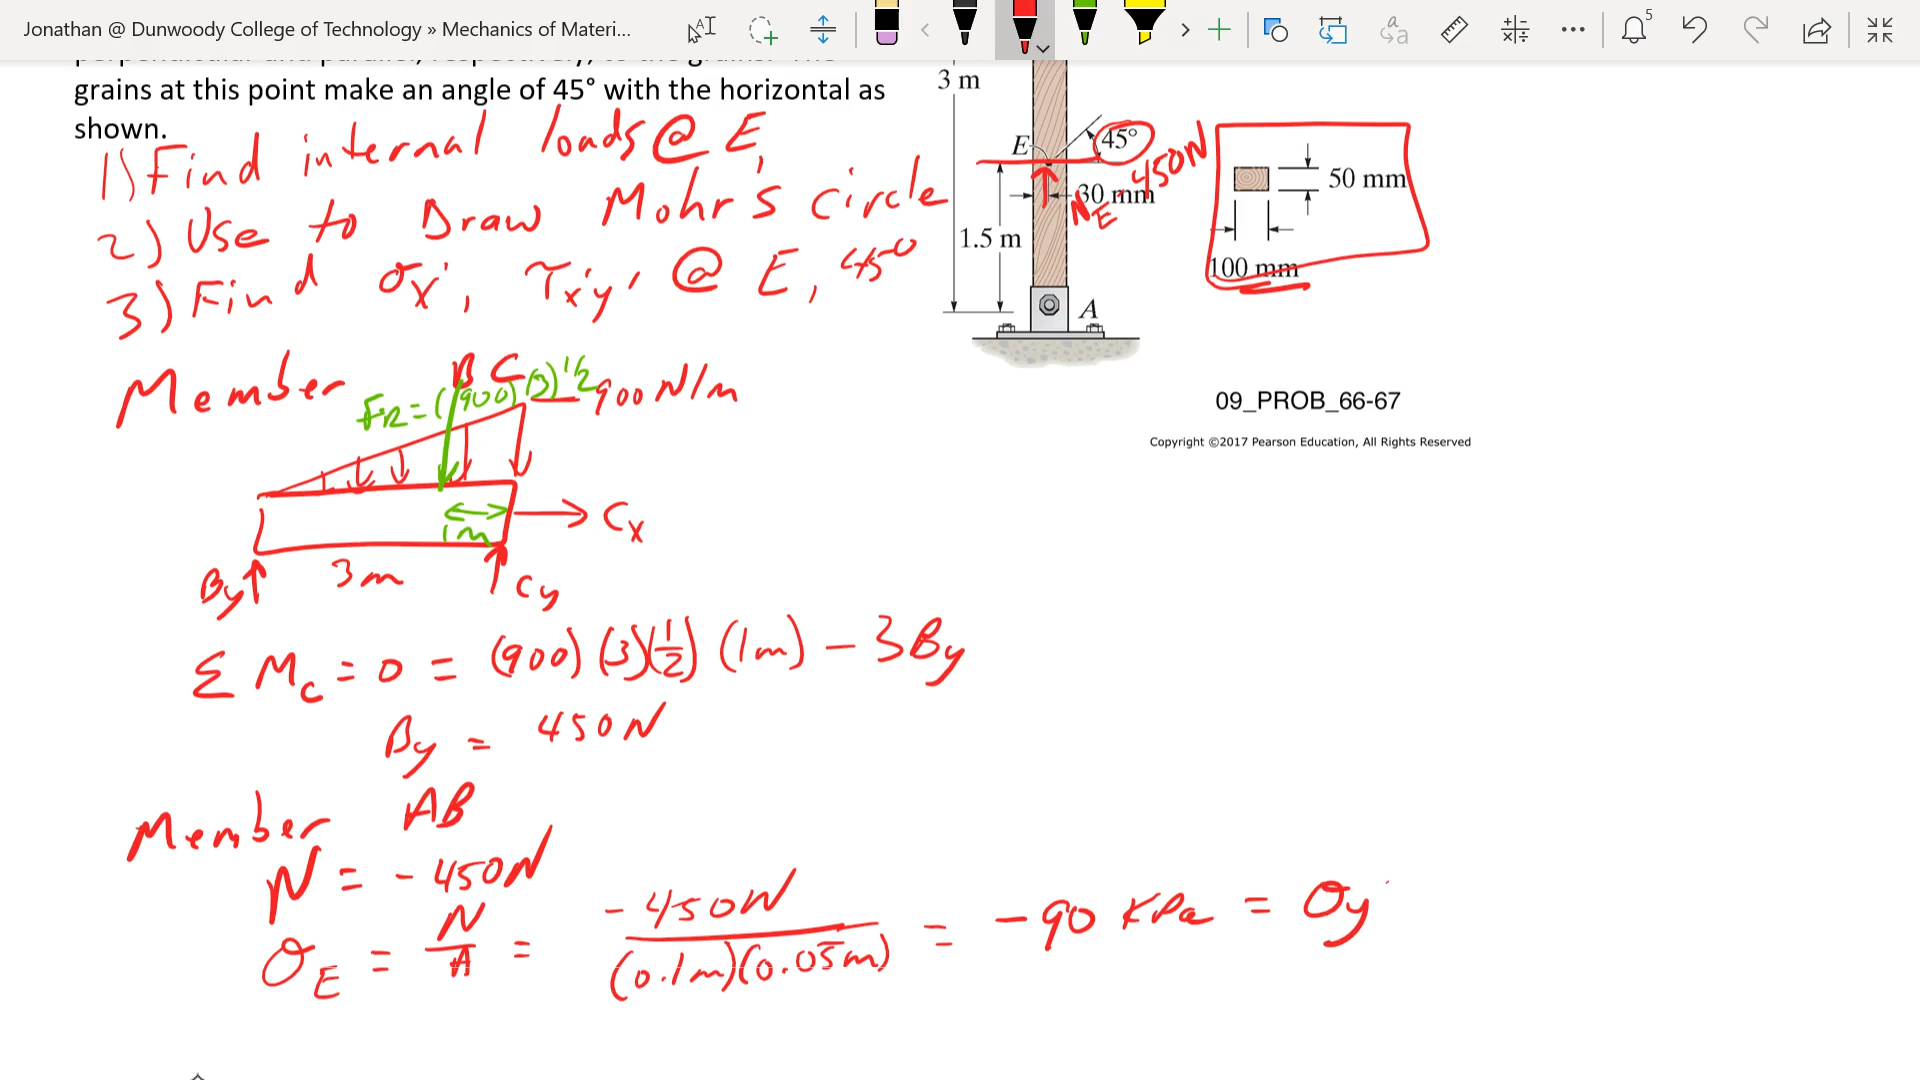 Jonathan @ Dunwoody College of Technology » Mechanics of Materi...
5
grains at this point make an angle of 45° with the horizontal as
shown.
1) Find internal loads @ E,
2) Use to Draw Mohr's circle
3) Find σx', τx'y' @ E, 45°
3 m
E
45°
30 mm
NE = 450N
1.5 m
A
50 mm
100 mm
09_PROB_66-67
Copyright ©2017 Pearson Education, All Rights Reserved
Member BC
FR = (900)(3) 1/2
900 N/m
1m
Cx
By
3m
Cy
Σ Mc = 0 = (900)(3)(1/2)(1m) - 3By
By = 450N
Member AB
N = - 450N
σE = N/A = -450N/(0.1m)(0.05m) = -90 kPa = σy